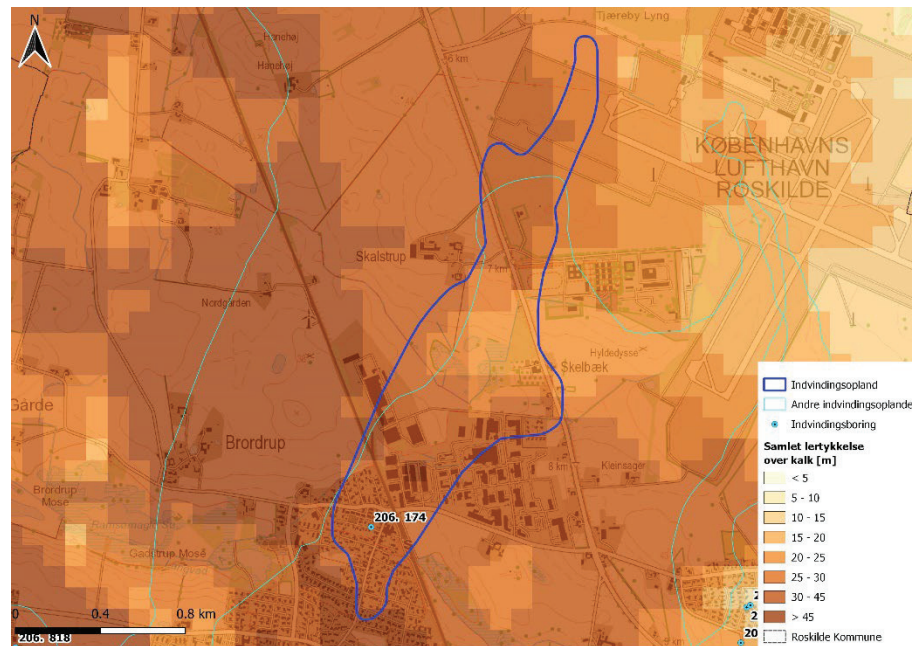 N
Tjæreby Lyng
Hanshøj
Hanshøj
6 km
KØBENHAVNS
LUFTHAVN
ROSKILDE
Skalstrup
7 km
Nordgården
Hyldedysse
Skelbæk
Gårde
Brordrup
8 km
Kleinsager
Brordrup
Mose
206. 174
Gadstrup Mose
0 0.4 0.8 km
206. 818
Indvindingsopland
Andre indvindingsoplande
Indvindingsboring
Samlet lertykkelse
over kalk [m]
< 5
5 - 10
10 - 15
15 - 20
20 - 25
25 - 30
30 - 45
> 45
Roskilde Kommune